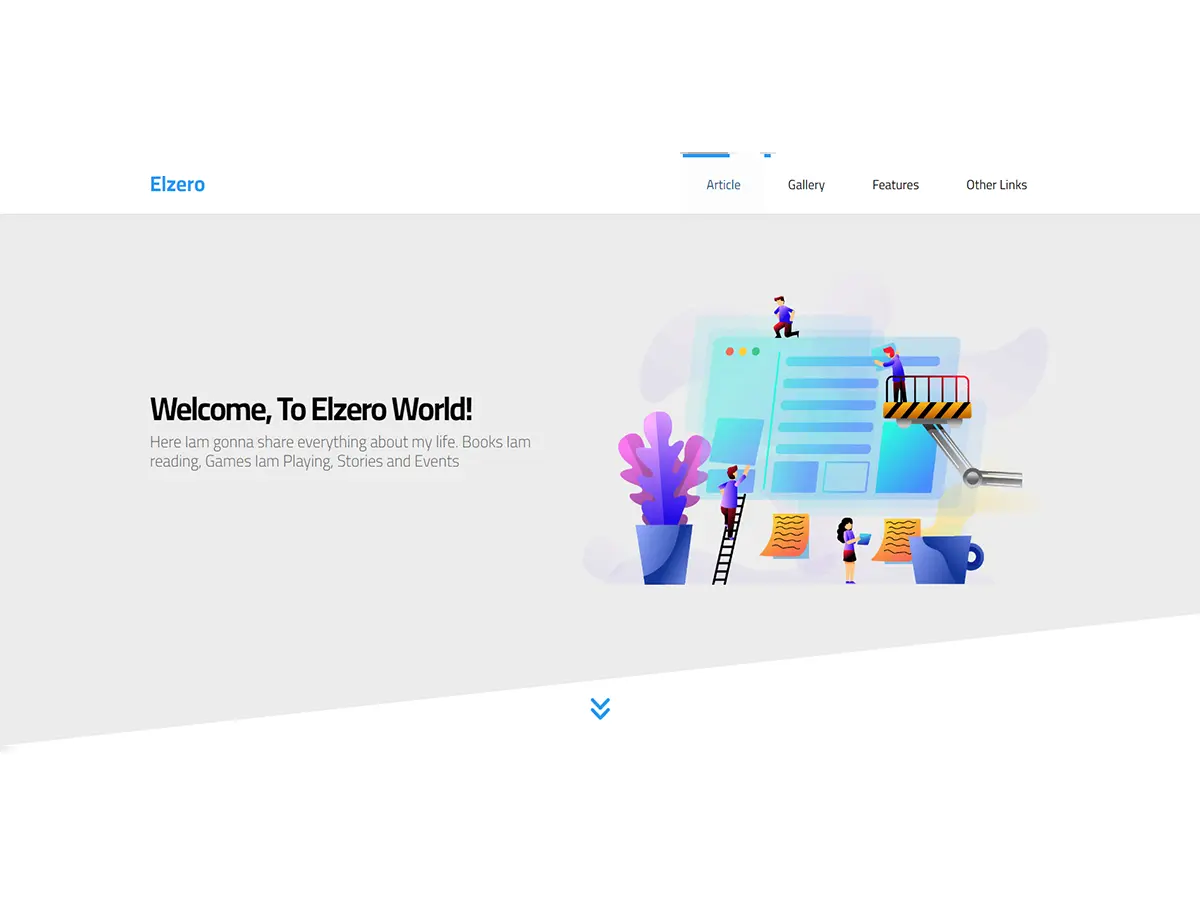 Elzero
Article
Gallery
Features
Other Links
Welcome, To Elzero World!
Here Iam gonna share everything about my life. Books Iam
reading, Games Iam Playing, Stories and Events